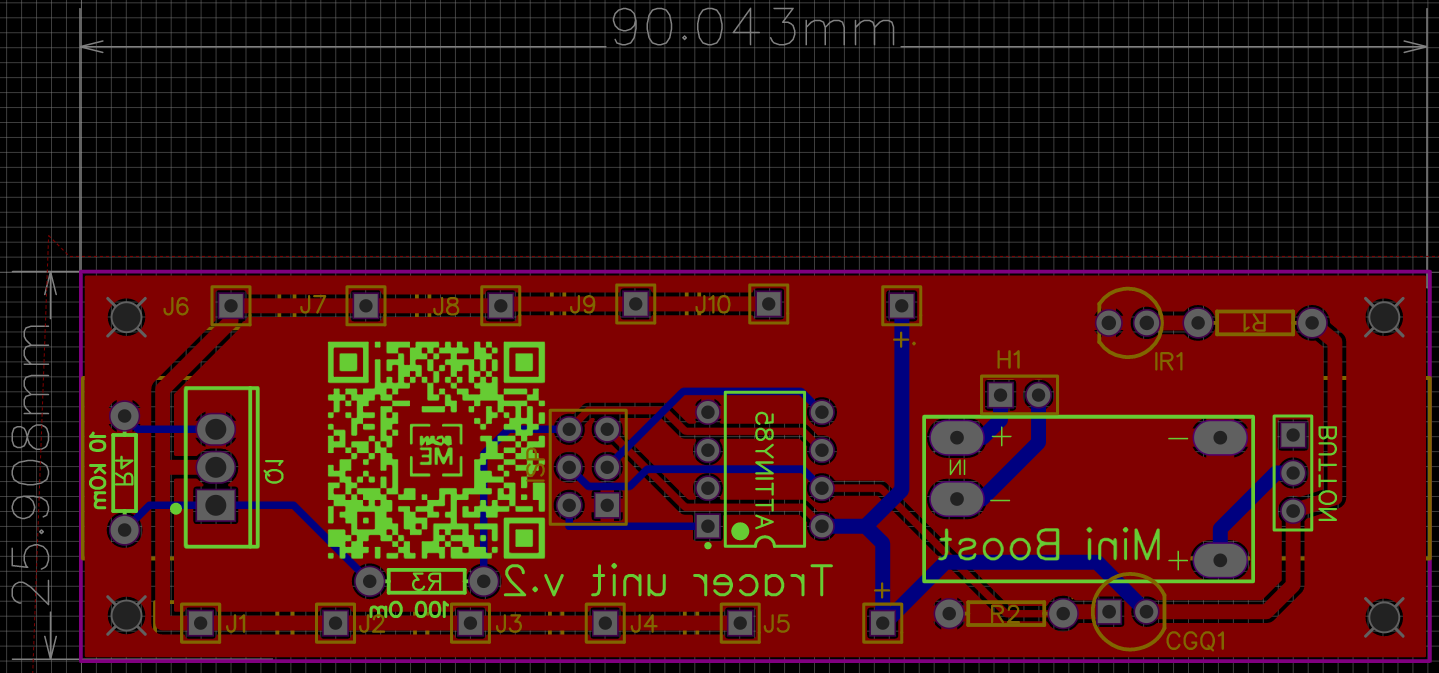 90.043mm
25.908mm
J6
J7
J8
J9
J10
+
H1
IR1
R1
10 KOm
R4
Q1
SCAN
ME
ISP
ATTINY85
+
IN
−
−
+
BUTTON
Mini Boost
Tracer unit v.2
R3
100 Om
J1
J2
J3
J4
J5
+
R2
CGQ1